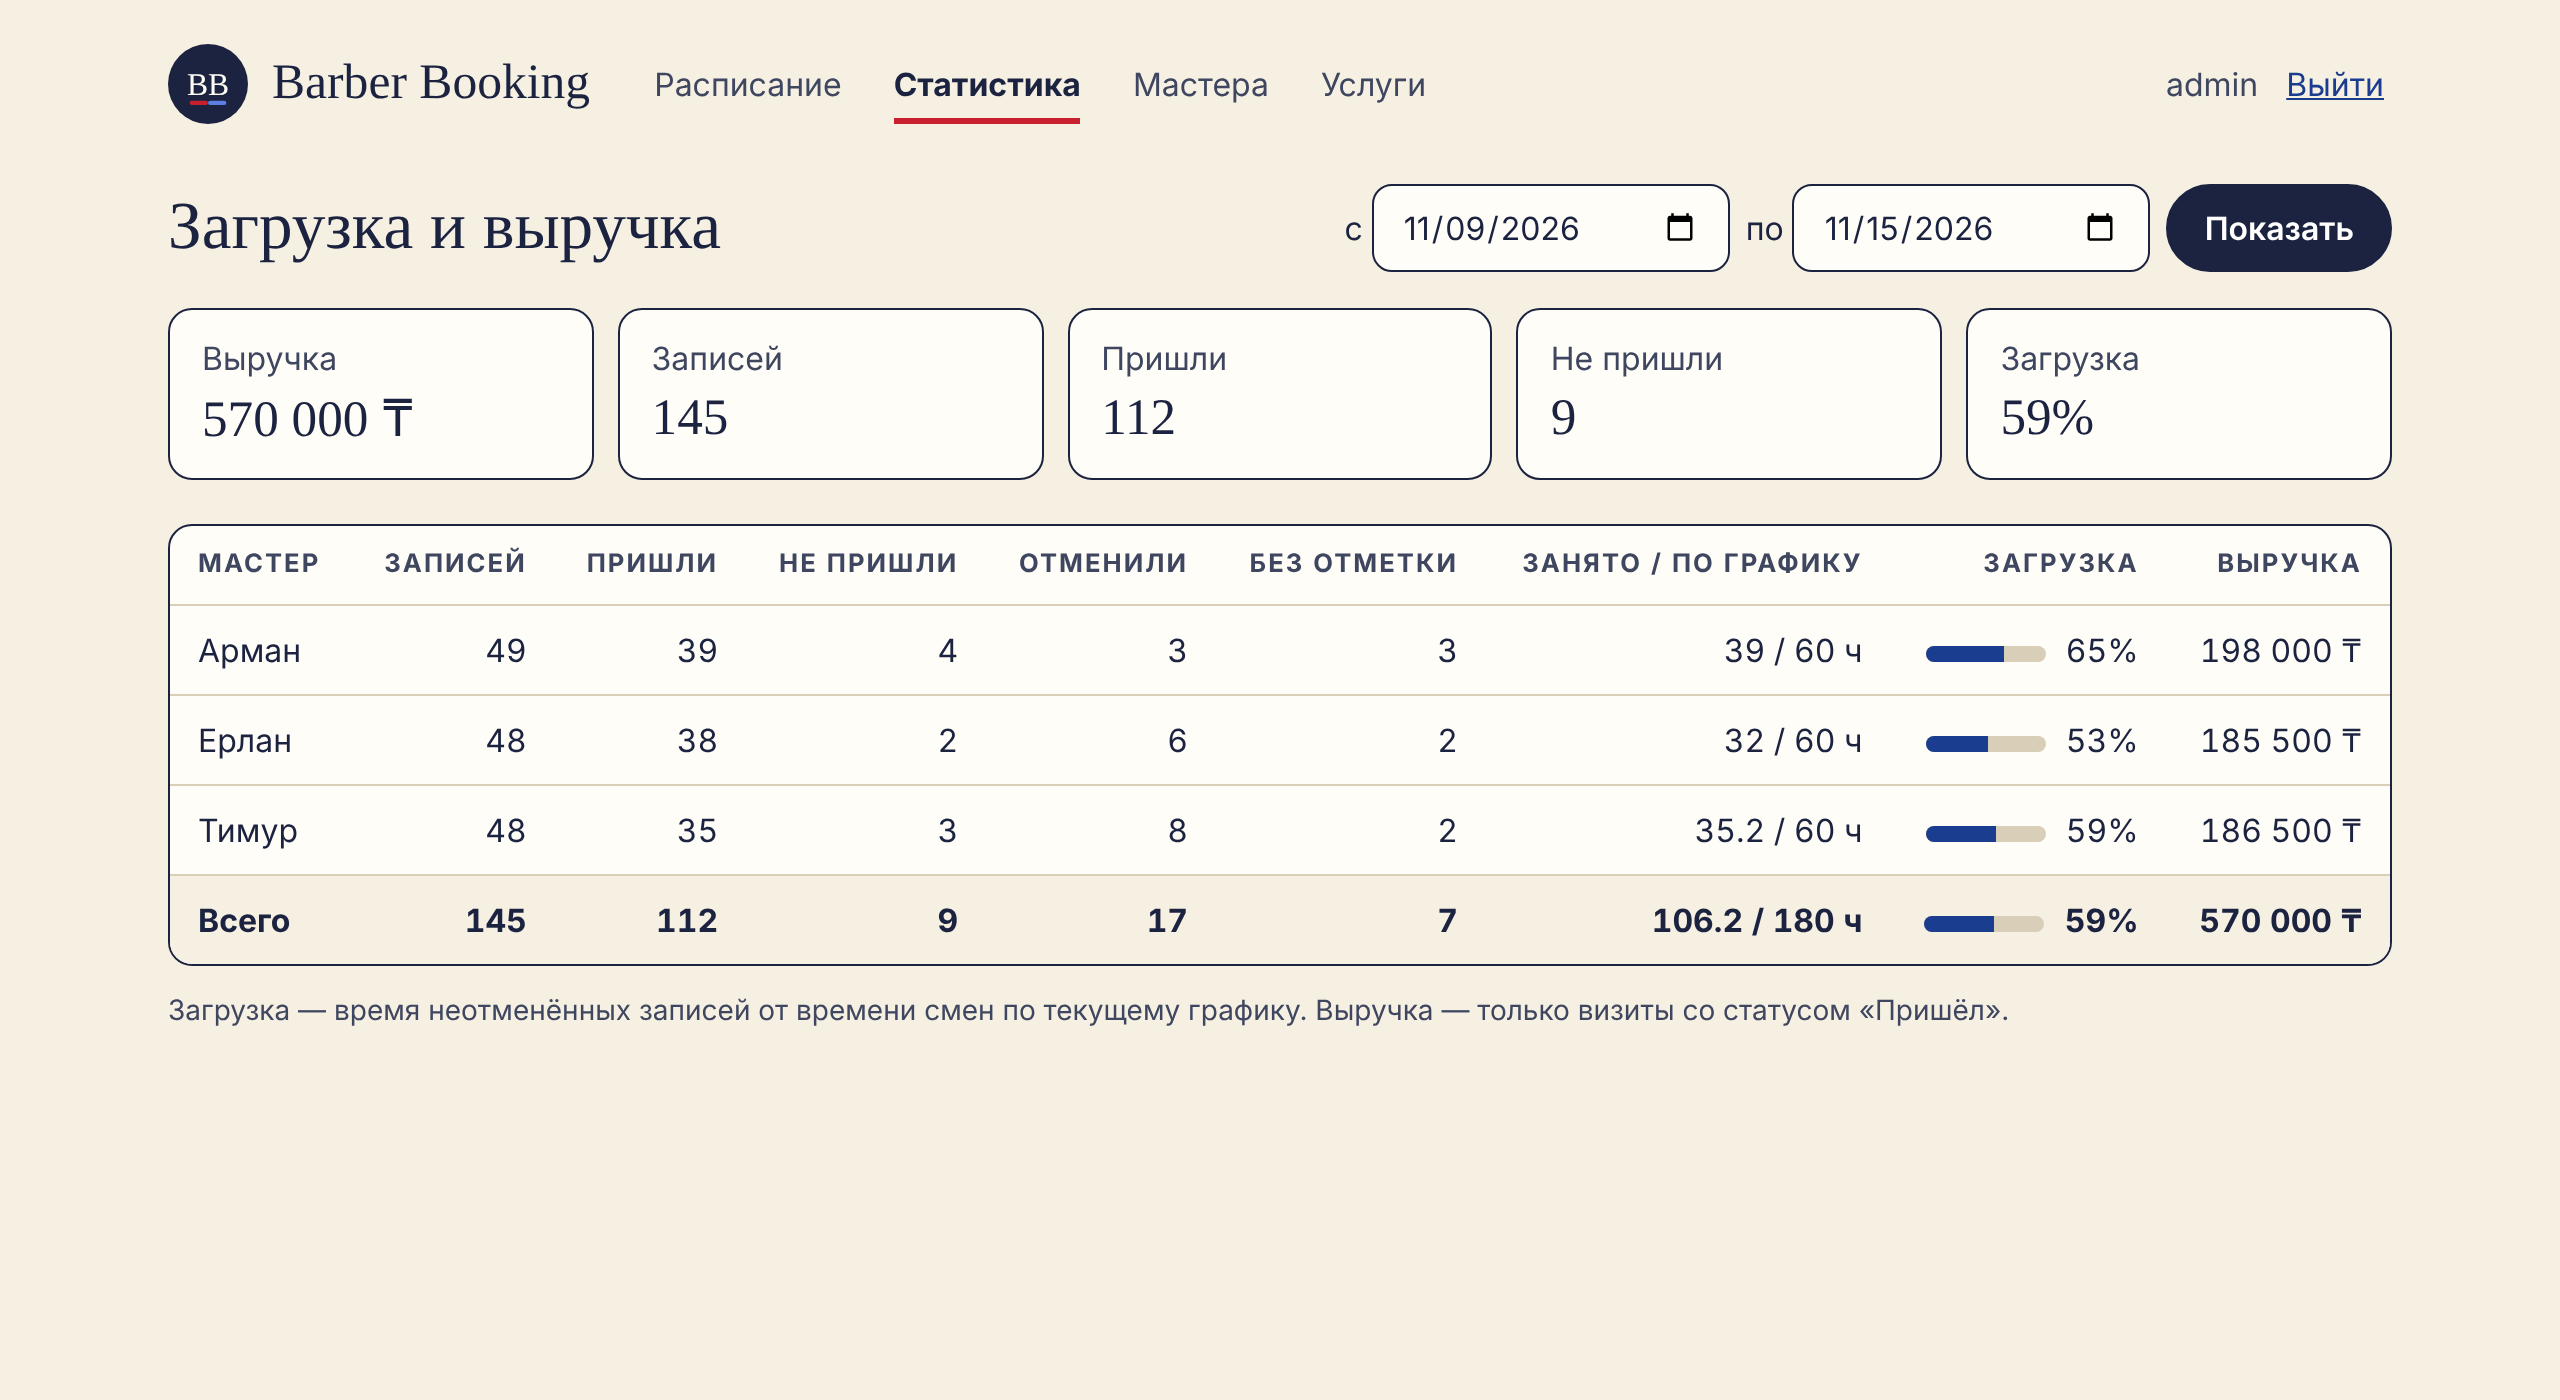 BB Barber Booking Расписание Статистика Мастера Услуги admin Выйти
Загрузка и выручка с 11/09/2026 по 11/15/2026 Показать
Выручка Записей Пришли Не пришли Загрузка
570 000 ₸ 145 112 9 59%
МАСТЕР ЗАПИСЕЙ ПРИШЛИ НЕ ПРИШЛИ ОТМЕНИЛИ БЕЗ ОТМЕТКИ ЗАНЯТО / ПО ГРАФИКУ ЗАГРУЗКА ВЫРУЧКА
Арман 49 39 4 3 3 39 / 60 ч 65% 198 000 ₸
Ерлан 48 38 2 6 2 32 / 60 ч 53% 185 500 ₸
Тимур 48 35 3 8 2 35.2 / 60 ч 59% 186 500 ₸
Всего 145 112 9 17 7 106.2 / 180 ч 59% 570 000 ₸
Загрузка — время неотменённых записей от времени смен по текущему графику. Выручка — только визиты со статусом «Пришёл».